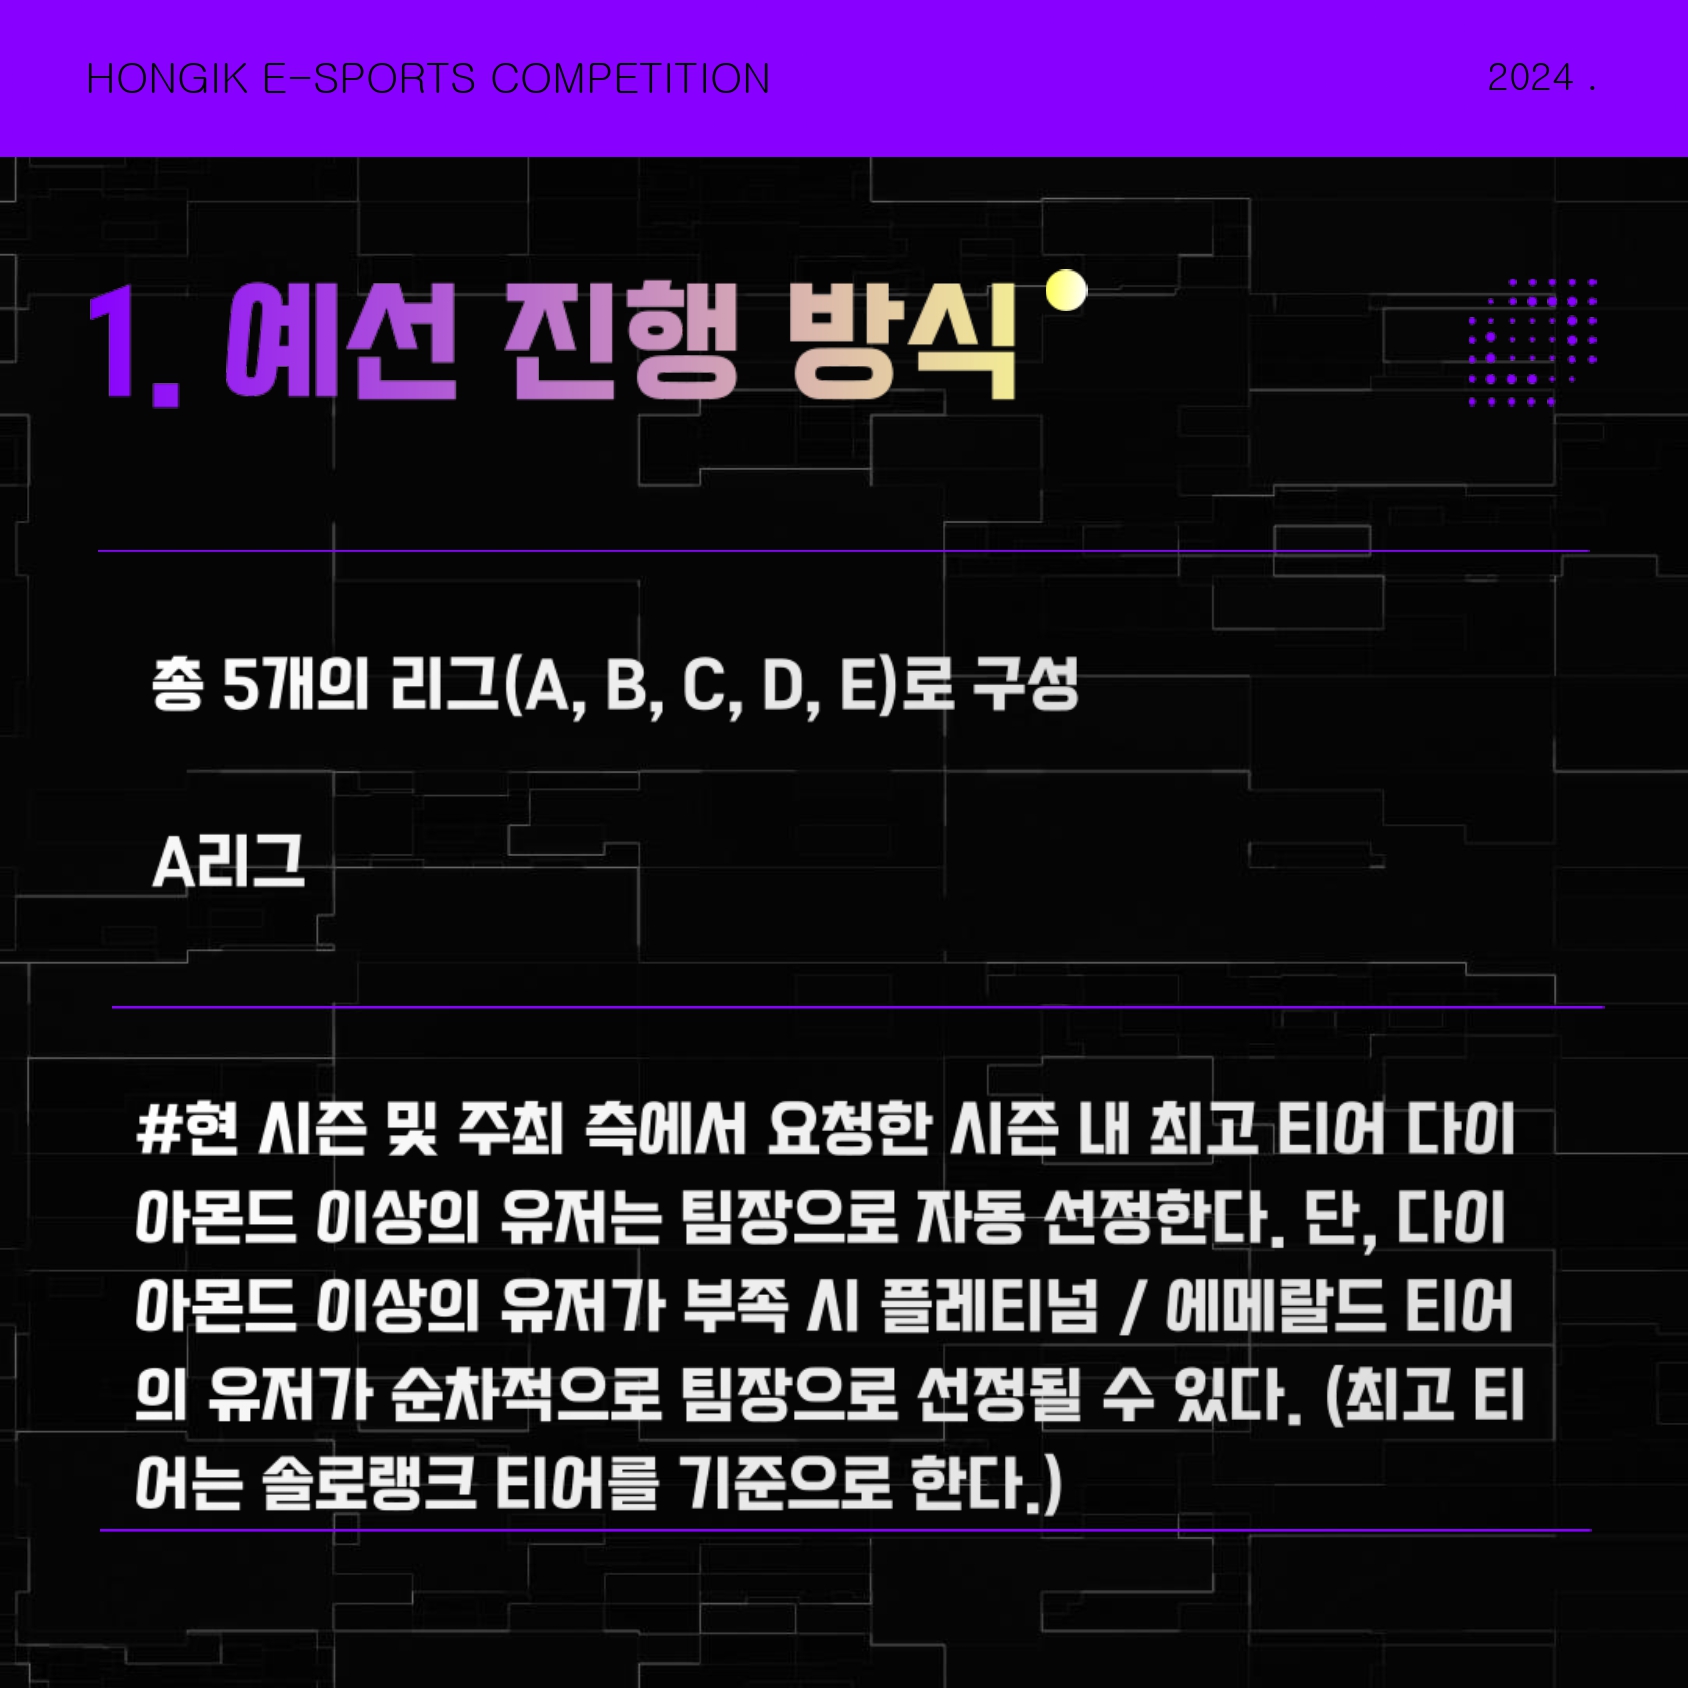 HONGIK E-SPORTS COMPETITION
2024 .
1. 예선 진행 방식
총 5개의 리그(A, B, C, D, E)로 구성
A리그
#현 시즌 및 주최 측에서 요청한 시즌 내 최고 티어 다이
아몬드 이상의 유저는 팀장으로 자동 선정한다. 단, 다이
아몬드 이상의 유저가 부족 시 플레티넘 / 에메랄드 티어
의 유저가 순차적으로 팀장으로 선정될 수 있다. (최고 티
어는 솔로랭크 티어를 기준으로 한다.)